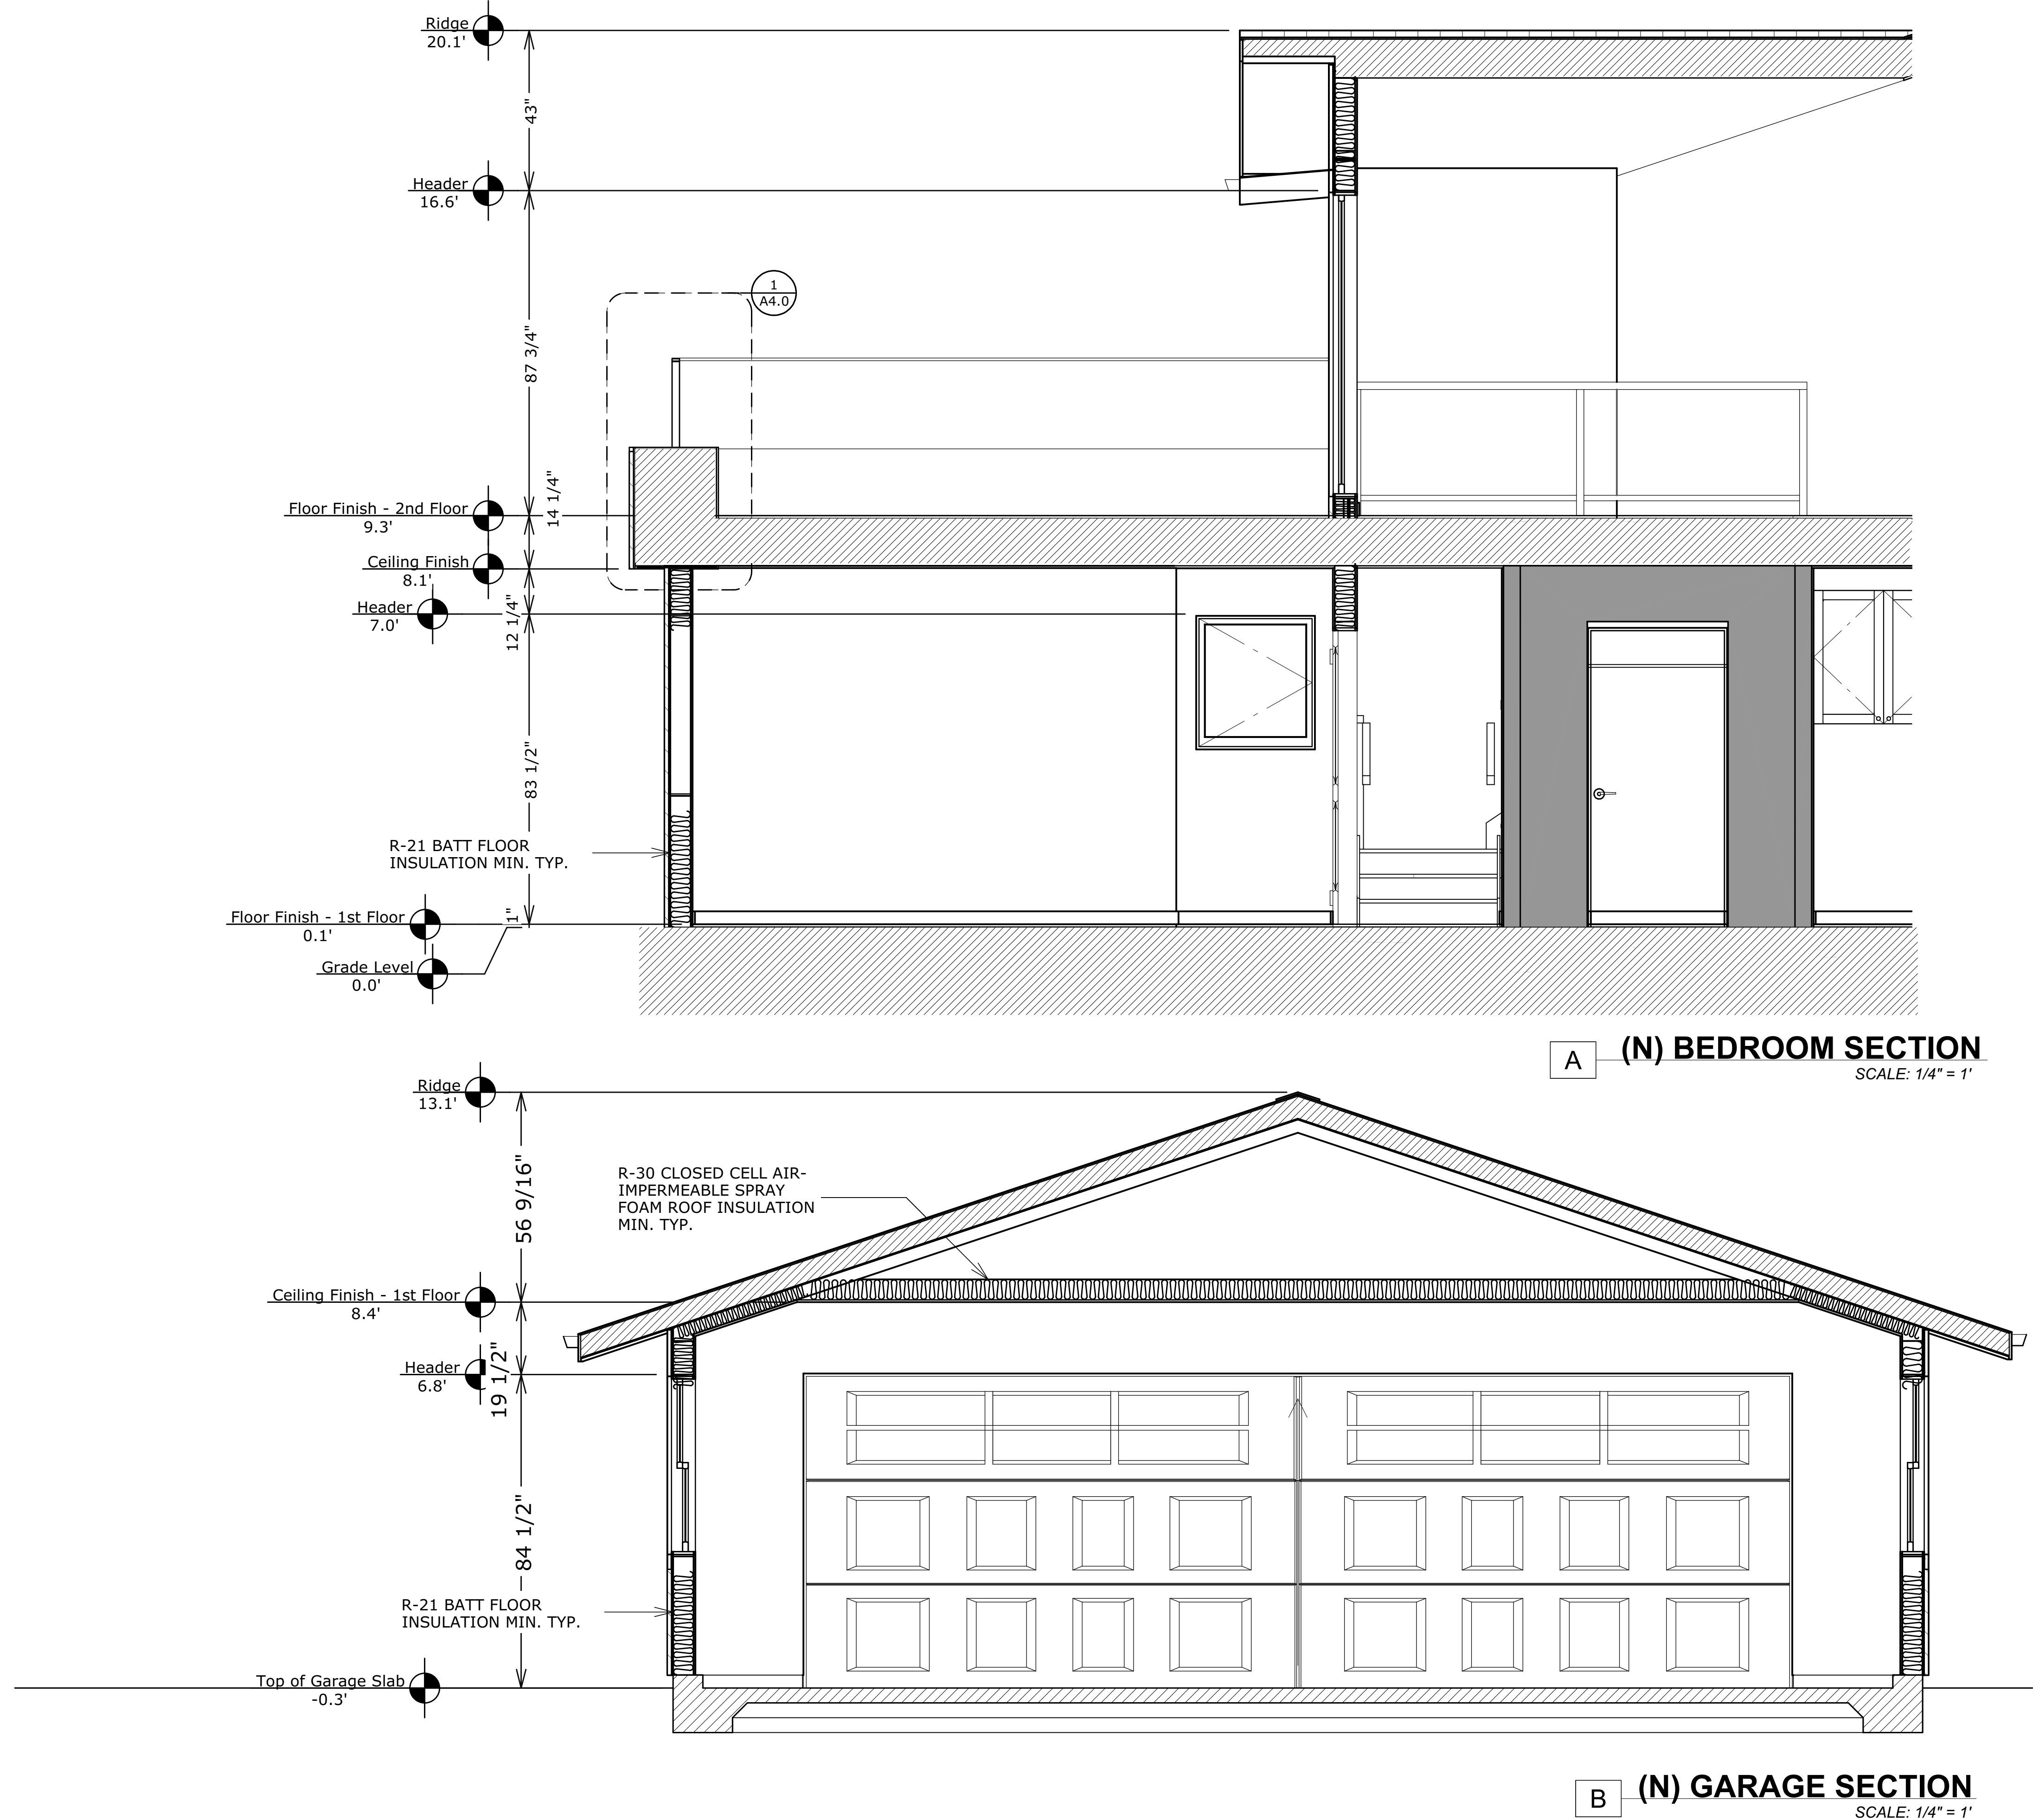 Ridge
20.1'
43"
Header
16.6'
1
A4.0
87 3/4"
14 1/4"
Floor Finish - 2nd Floor
9.3'
Ceiling Finish
8.1'
Header
7.0'
12 1/4"
83 1/2"
R-21 BATT FLOOR
INSULATION MIN. TYP.
Floor Finish - 1st Floor
0.1'
1"
Grade Level
0.0'
A
(N) BEDROOM SECTION
SCALE: 1/4" = 1'
Ridge
13.1'
56 9/16"
R-30 CLOSED CELL AIR-
IMPERMEABLE SPRAY
FOAM ROOF INSULATION
MIN. TYP.
Ceiling Finish - 1st Floor
8.4'
Header
6.8'
19 1/2"
84 1/2"
R-21 BATT FLOOR
INSULATION MIN. TYP.
Top of Garage Slab
-0.3'
B
(N) GARAGE SECTION
SCALE: 1/4" = 1'